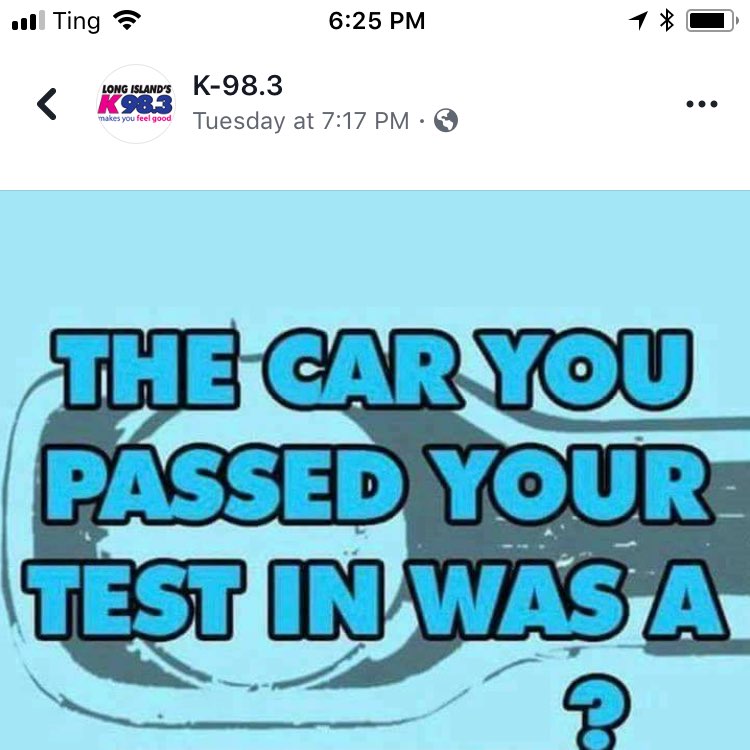 Ting 6:25 PM
LONG ISLAND'S
K98.3
makes you feel good
K-98.3
Tuesday at 7:17 PM ·
THE CAR YOU
PASSED YOUR
TEST IN WAS A
?